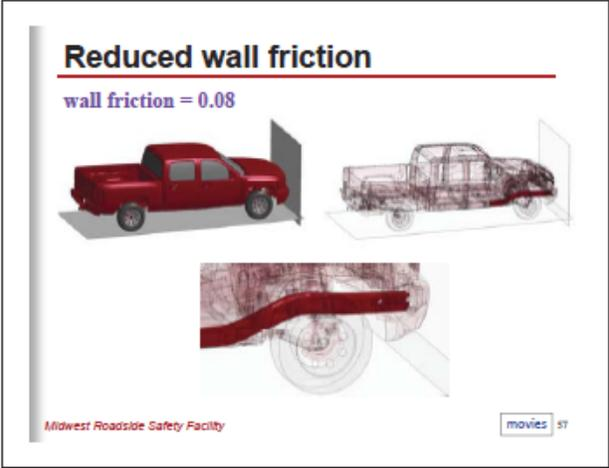 Reduced wall friction
wall friction = 0.08
Midwest Roadside Safety Facility
movies 57